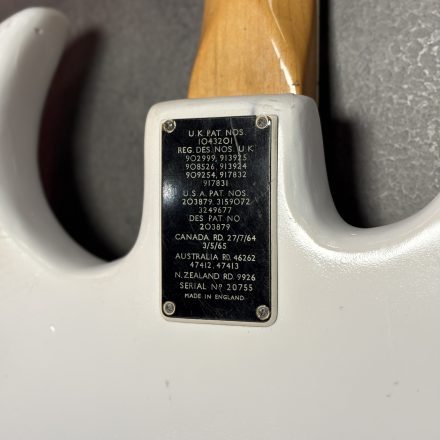 U.K. PAT. NOS.
1043201
REG. DES. NOS. U.K.
902999, 913925
908526, 913924
909254, 917832
917831
U.S.A. PAT. NOS.
203879, 3159072
3249677
DES. PAT. NO.
203879
CANADA RD. 27/7/64
3/5/65
AUSTRALIA RD. 46262
47412, 47413
N. ZEALAND RD. 9926
SERIAL Nº 20755
MADE IN ENGLAND